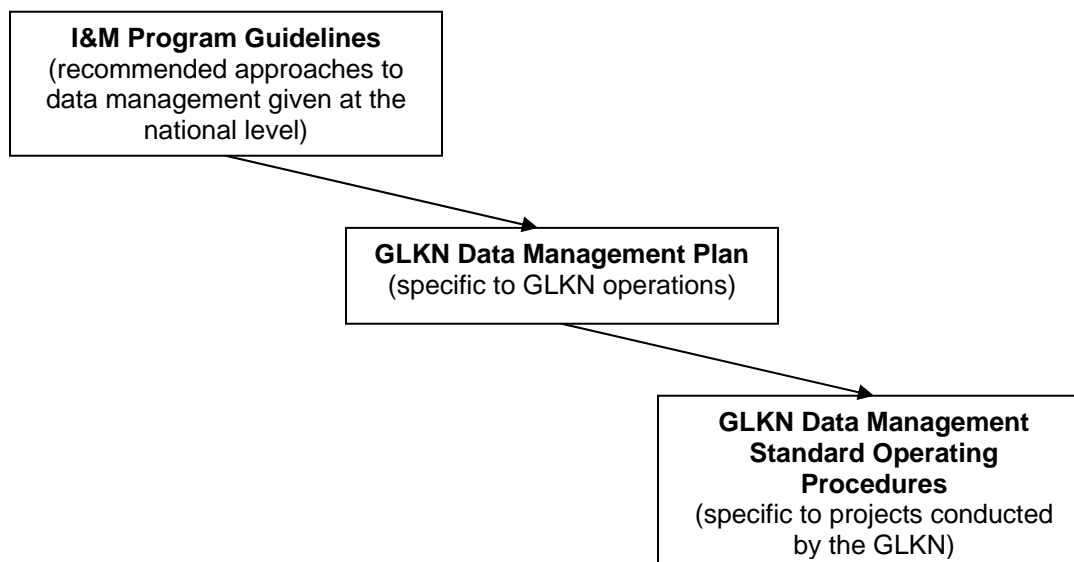 I&M Program Guidelines
(recommended approaches to
data management given at the
national level)
GLKN Data Management Plan
(specific to GLKN operations)
GLKN Data Management
Standard Operating
Procedures
(specific to projects conducted
by the GLKN)